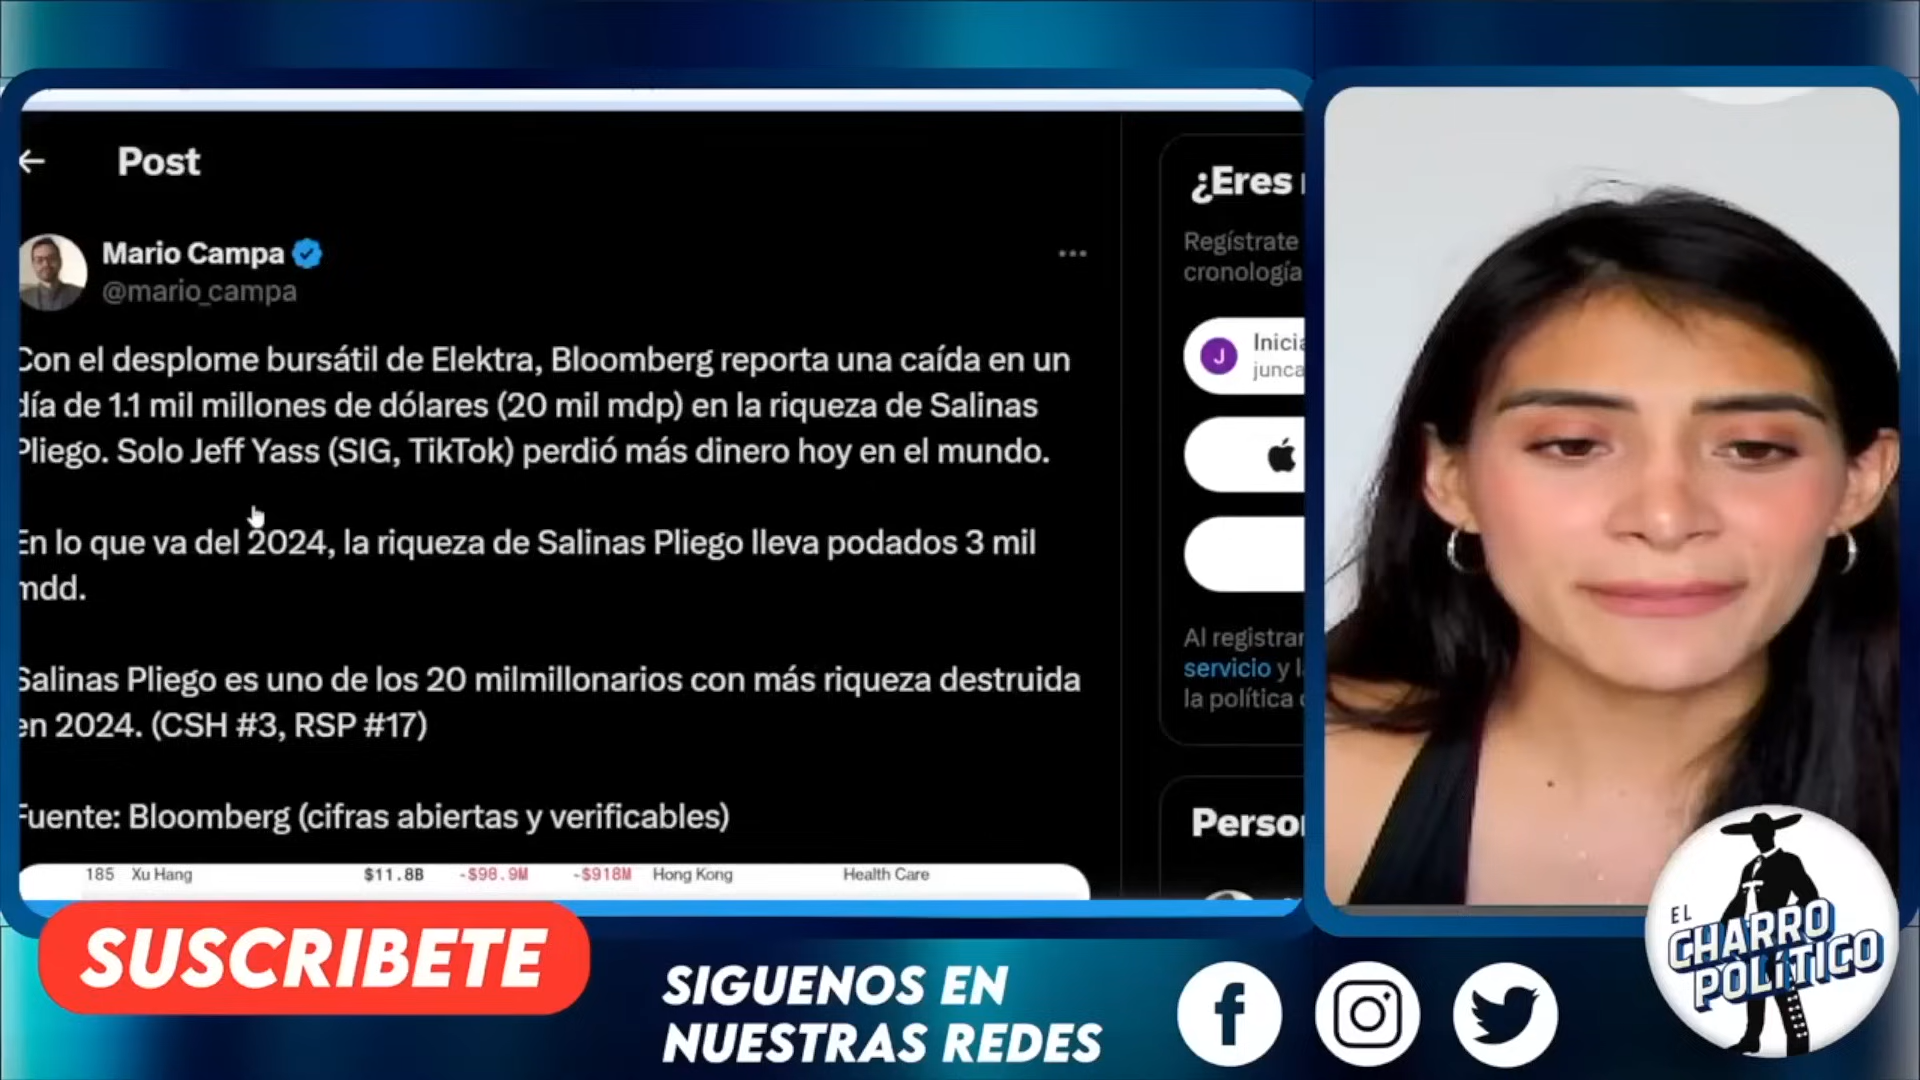 Post
Mario Campa
@mario_campa
Con el desplome bursátil de Elektra, Bloomberg reporta una caída en un
día de 1.1 mil millones de dólares (20 mil mdp) en la riqueza de Salinas
Pliego. Solo Jeff Yass (SIG, TikTok) perdió más dinero hoy en el mundo.
En lo que va del 2024, la riqueza de Salinas Pliego lleva podados 3 mil
mdd.
Salinas Pliego es uno de los 20 milmillonarios con más riqueza destruida
en 2024. (CSH #3, RSP #17)
Fuente: Bloomberg (cifras abiertas y verificables)
185 Xu Hang $11.8B -$98.9M -$918M Hong Kong Health Care
¿Eres
Regístrate
cronología
J
Inicia
junca
Al registrar
servicio y l
la política
Person
SUSCRIBETE
SIGUENOS EN
NUESTRAS REDES
EL
CHARRO
POLÍTICO